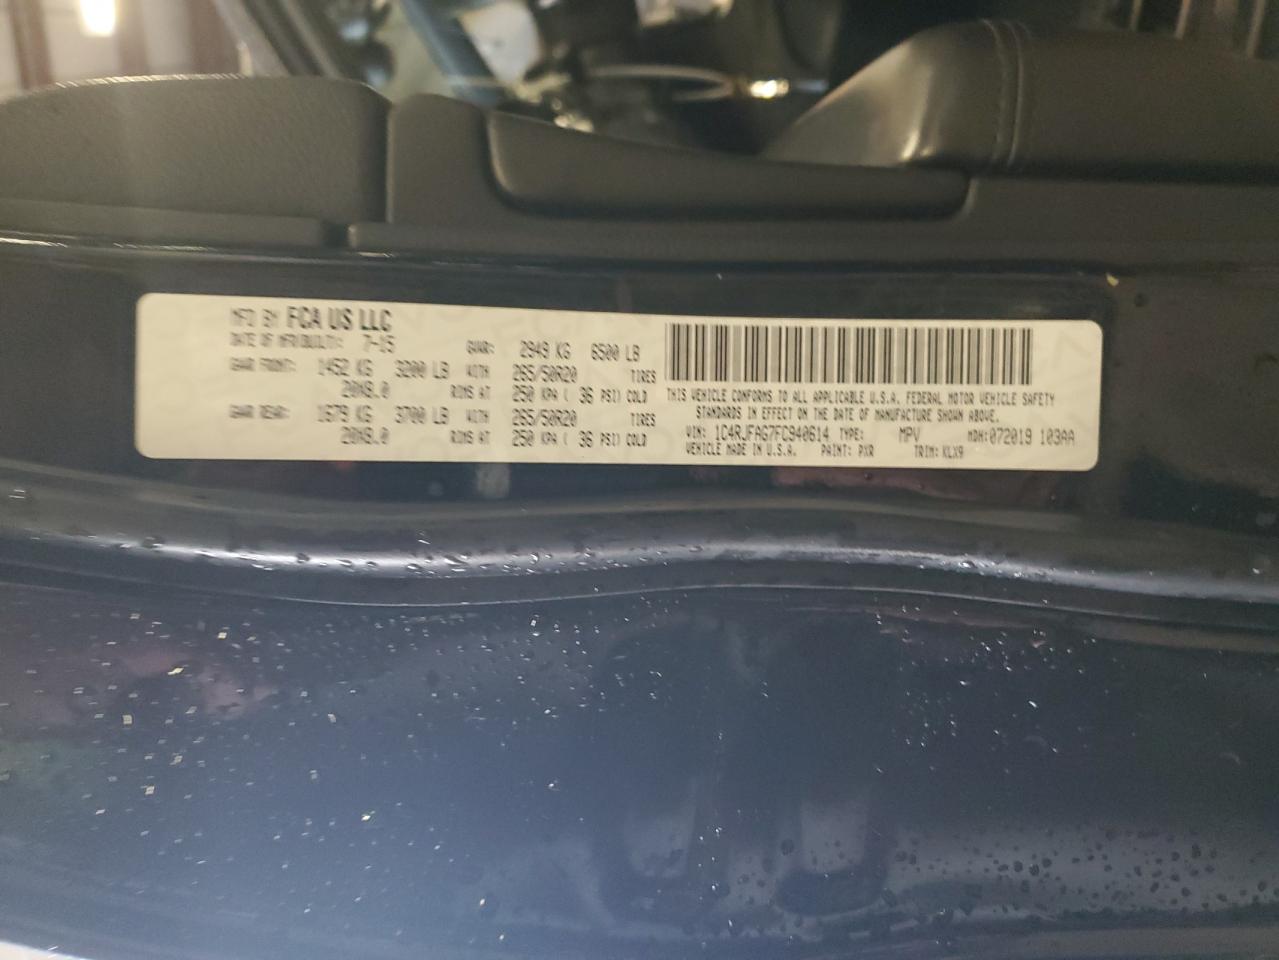 MFD BY FCA US LLC
DATE OF MFR(BUILT): 7-15 GVWR: 2949 KG 6500 LB
GAWR FRONT: 1452 KG 3200 LB WITH 265/50R20 TIRES
20X8.0 RIMS AT 250 KPA ( 36 PSI) COLD
GAWR REAR: 1679 KG 3700 LB WITH 265/50R20 TIRES
20X8.0 RIMS AT 250 KPA ( 36 PSI) COLD
THIS VEHICLE CONFORMS TO ALL APPLICABLE U.S.A. FEDERAL MOTOR VEHICLE SAFETY
STANDARDS IN EFFECT ON THE DATE OF MANUFACTURE SHOWN ABOVE.
VIN: 1C4RJFAG7FC940614 TYPE: MPV MDH:072019 103AA
VEHICLE MADE IN U.S.A. PAINT: PXR TRIM: KLX9